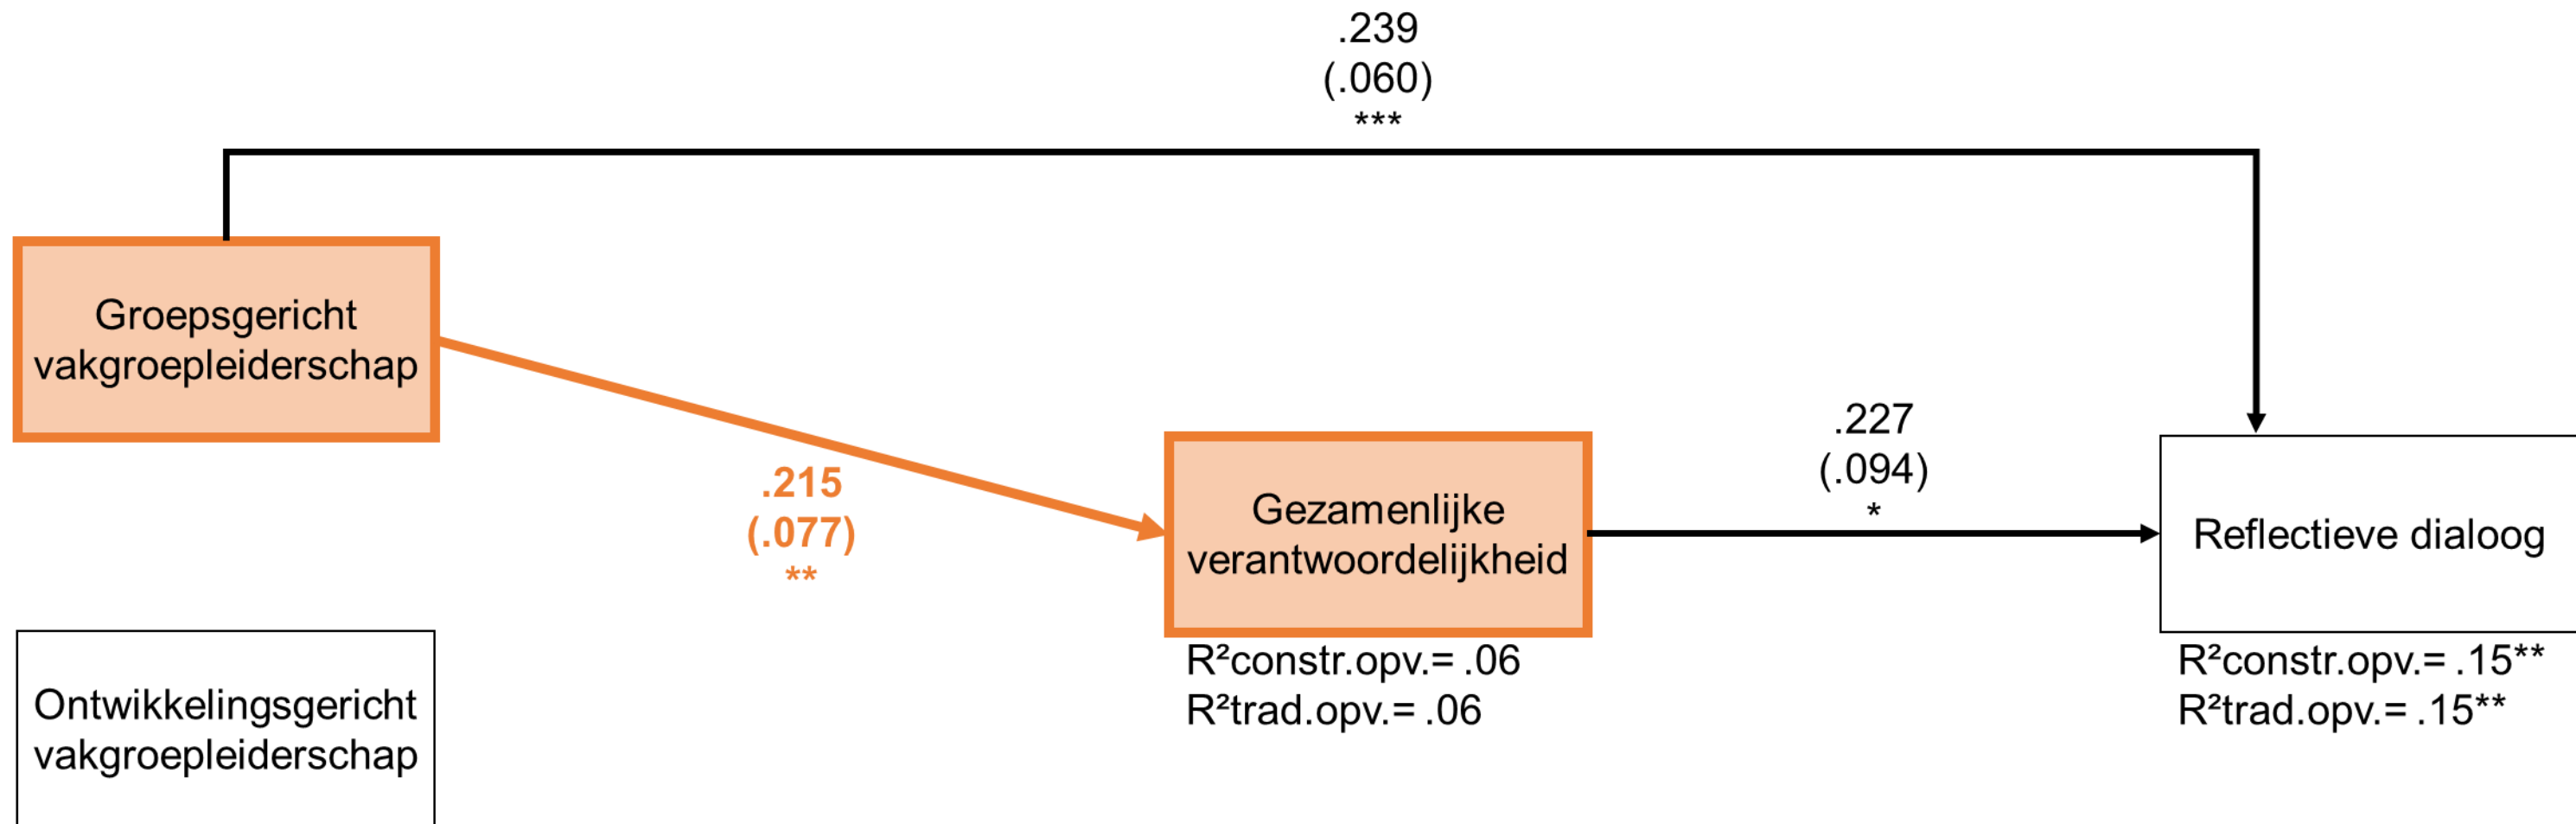 .239
(.060)
***
Groepsgericht
vakgroepleiderschap
.215
(.077)
**
.227
(.094)
*
Gezamenlijke
verantwoordelijkheid
Reflectieve dialoog
R²constr.opv.= .06
R²trad.opv.= .06
R²constr.opv.= .15**
R²trad.opv.= .15**
Ontwikkelingsgericht
vakgroepleiderschap